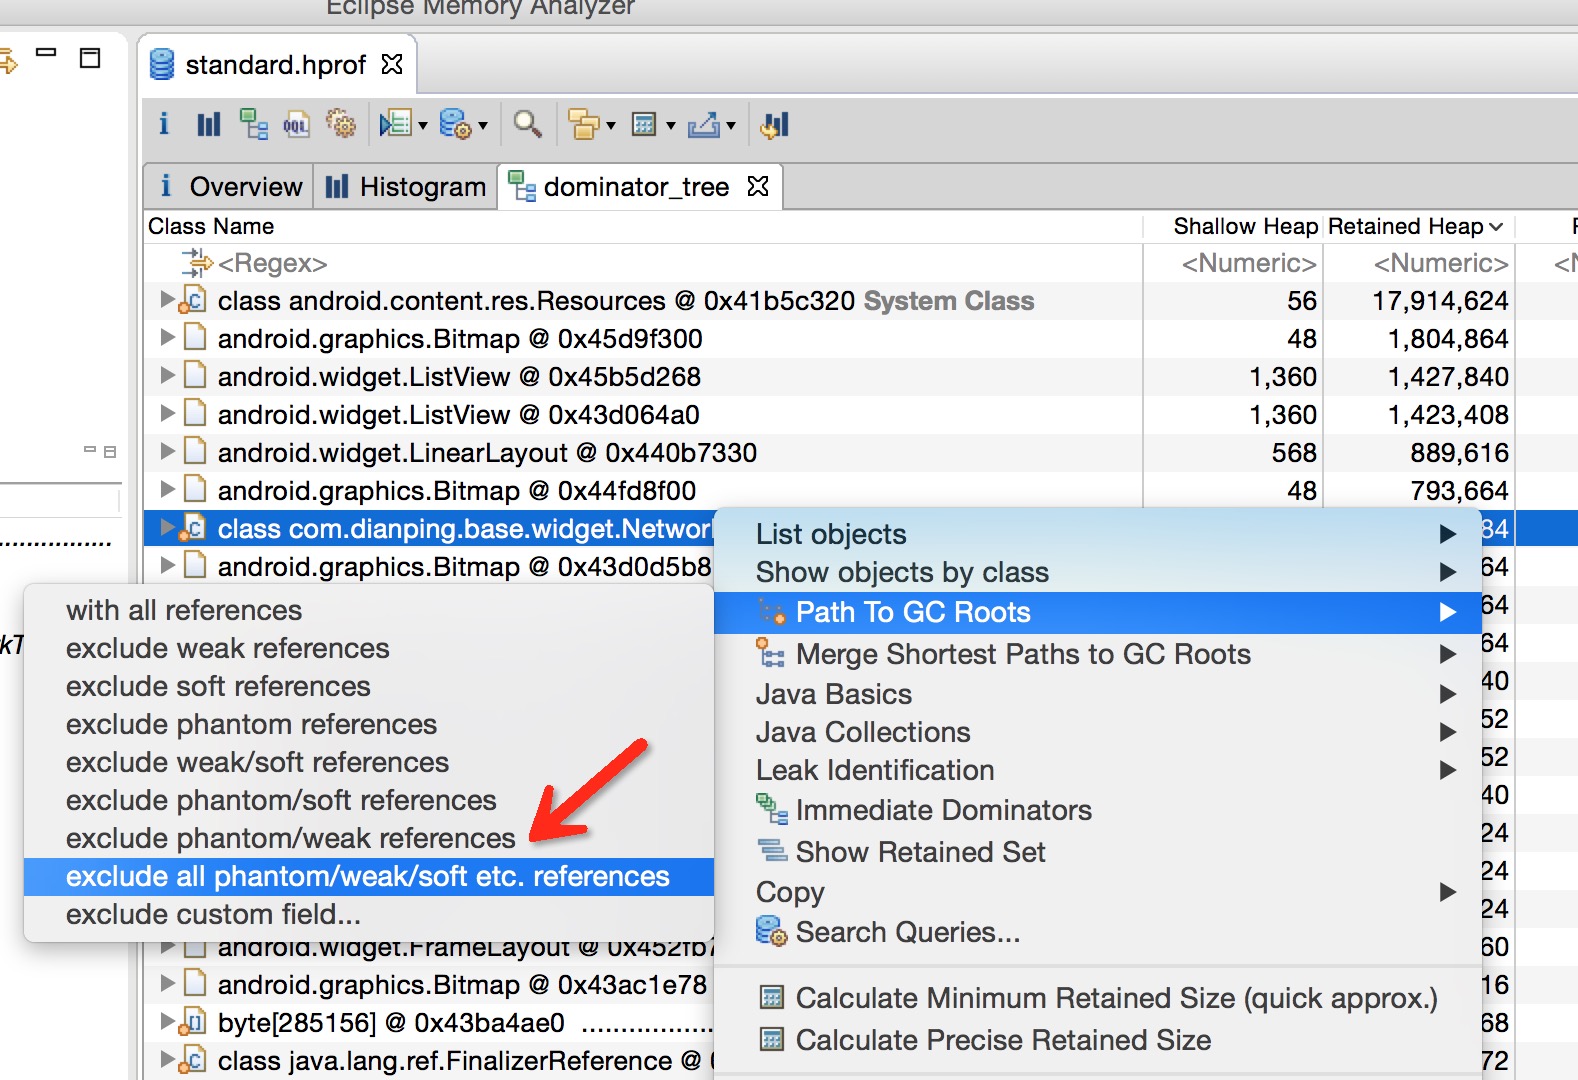 Eclipse Memory Analyzer
standard.hprof
i OQL
i Overview Histogram dominator_tree
Class Name Shallow Heap Retained Heap
<Regex> <Numeric> <Numeric>
class android.content.res.Resources @ 0x41b5c320 System Class 56 17,914,624
android.graphics.Bitmap @ 0x45d9f300 48 1,804,864
android.widget.ListView @ 0x45b5d268 1,360 1,427,840
android.widget.ListView @ 0x43d064a0 1,360 1,423,408
android.widget.LinearLayout @ 0x440b7330 568 889,616
android.graphics.Bitmap @ 0x44fd8f00 48 793,664
class com.dianping.base.widget.Network 84
android.graphics.Bitmap @ 0x43d0d5b8 64
List objects
Show objects by class
Path To GC Roots 64
Merge Shortest Paths to GC Roots 64
Java Basics 40
Java Collections 52
Leak Identification 52
Immediate Dominators 40
Show Retained Set 24
Copy 24
Search Queries... 24
Calculate Minimum Retained Size (quick approx.)
Calculate Precise Retained Size
with all references
exclude weak references
exclude soft references
exclude phantom references
exclude weak/soft references
exclude phantom/soft references
exclude phantom/weak references
exclude all phantom/weak/soft etc. references
exclude custom field...
android.widget.FrameLayout @ 0x452fb 60
android.graphics.Bitmap @ 0x43ac1e78 16
byte[285156] @ 0x43ba4ae0 .................. 68
class java.lang.ref.FinalizerReference @ 72